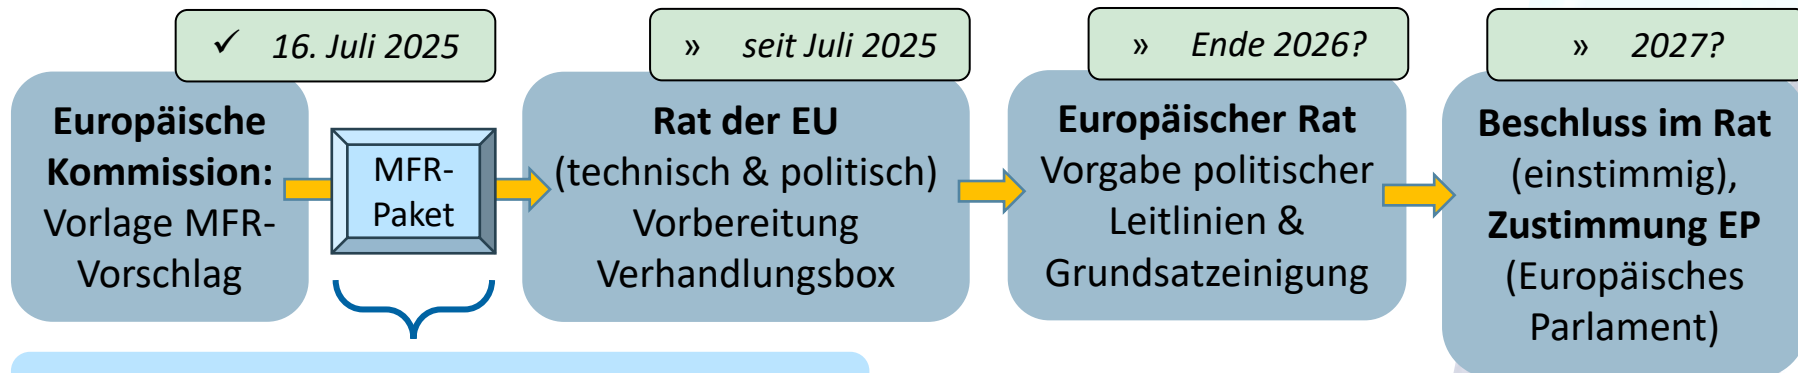 ✓ 16. Juli 2025
Europäische
Kommission:
Vorlage MFR-
Vorschlag
MFR-
Paket
» seit Juli 2025
Rat der EU
(technisch & politisch)
Vorbereitung
Verhandlungsbox
» Ende 2026?
Europäischer Rat
Vorgabe politischer
Leitlinien &
Grundsatzeinigung
» 2027?
Beschluss im Rat
(einstimmig),
Zustimmung EP
(Europäisches
Parlament)